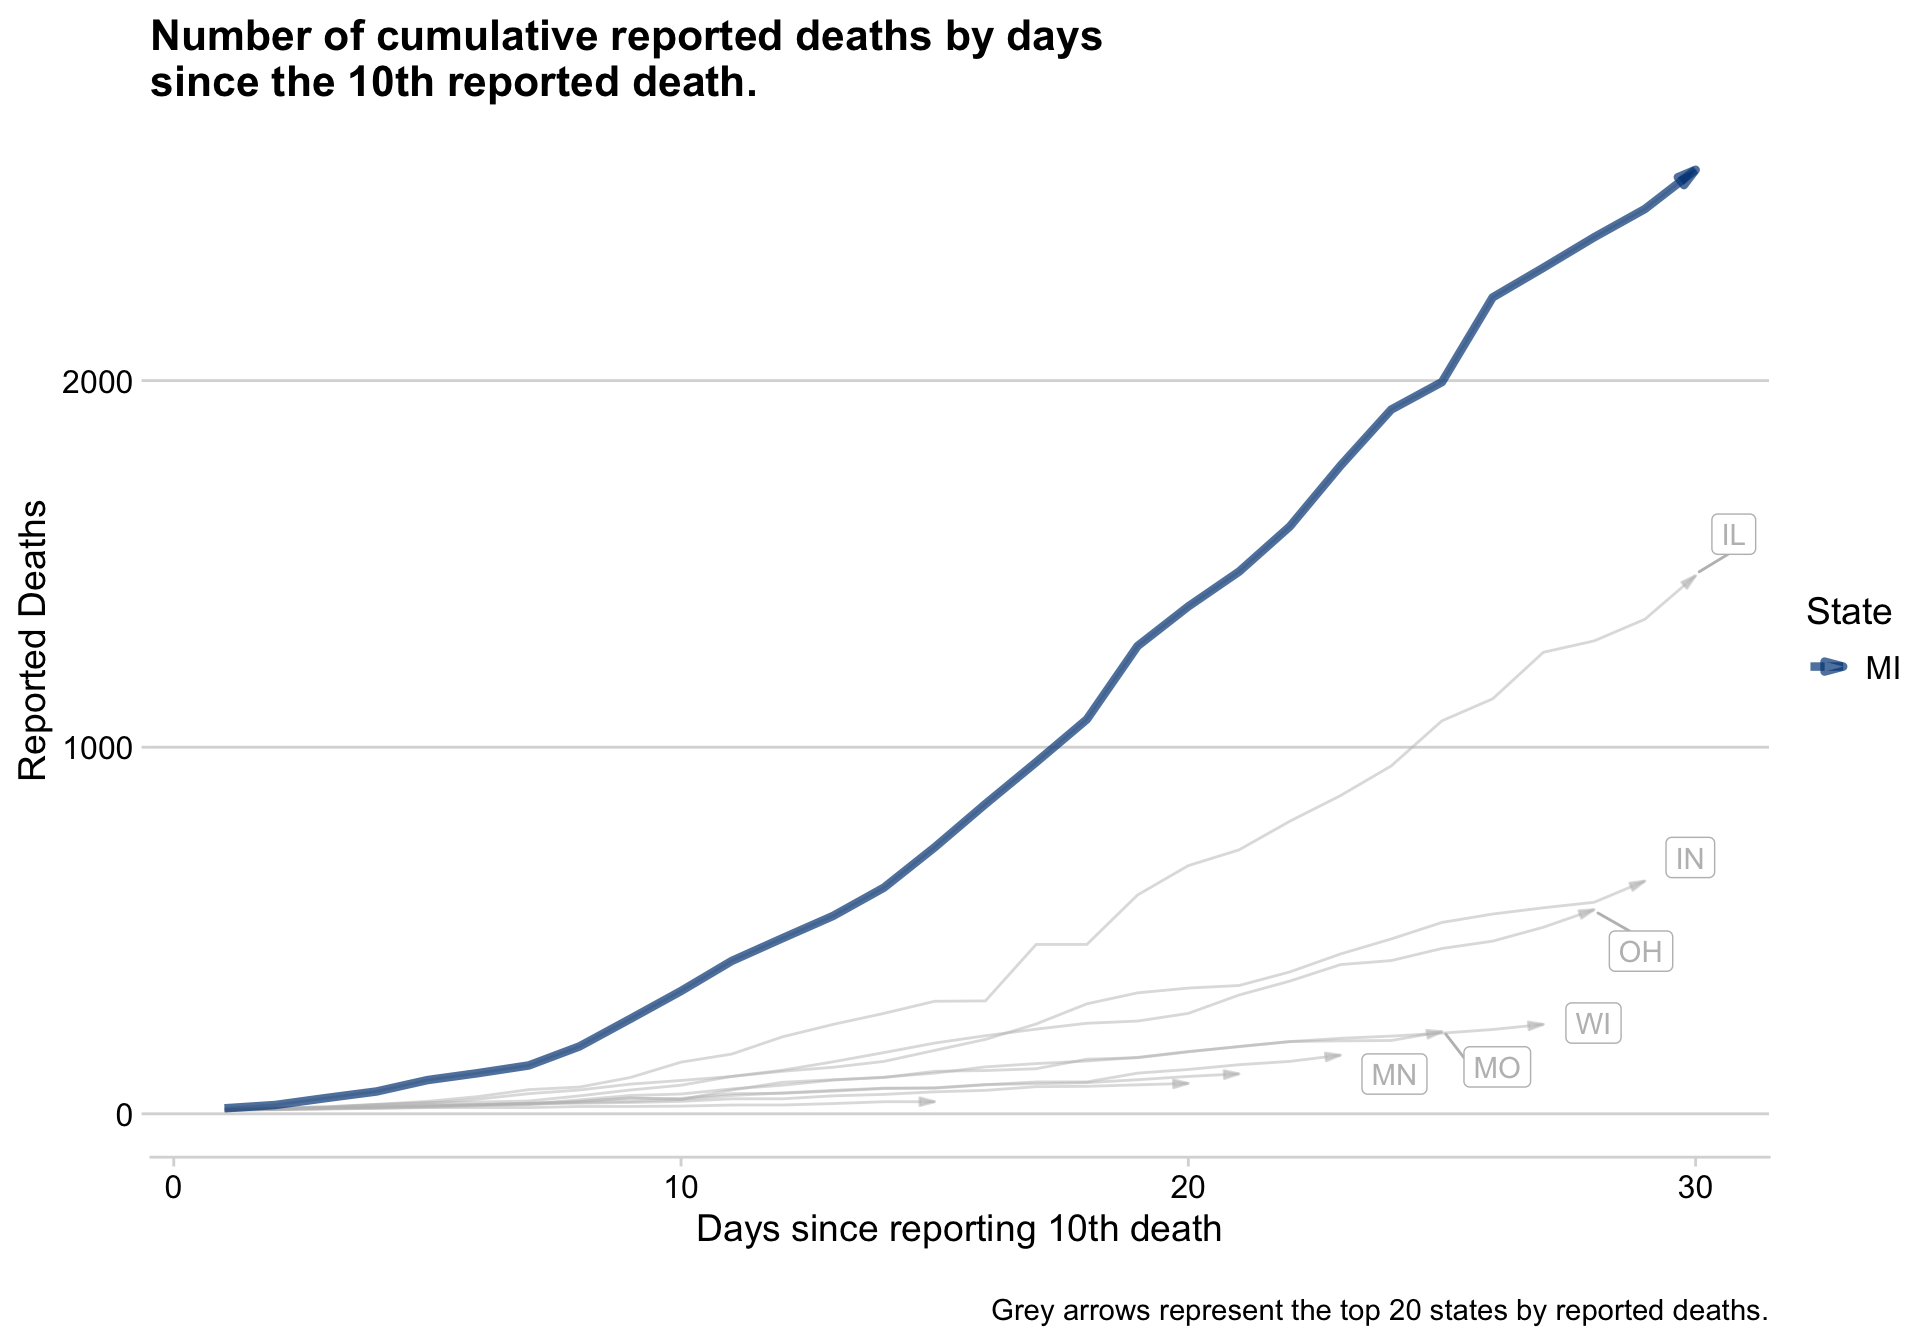 Number of cumulative reported deaths by days
since the 10th reported death.
Reported Deaths
2000
1000
0
IL
IN
OH
WI
MO
MN
State
MI
0
10
20
30
Days since reporting 10th death
Grey arrows represent the top 20 states by reported deaths.